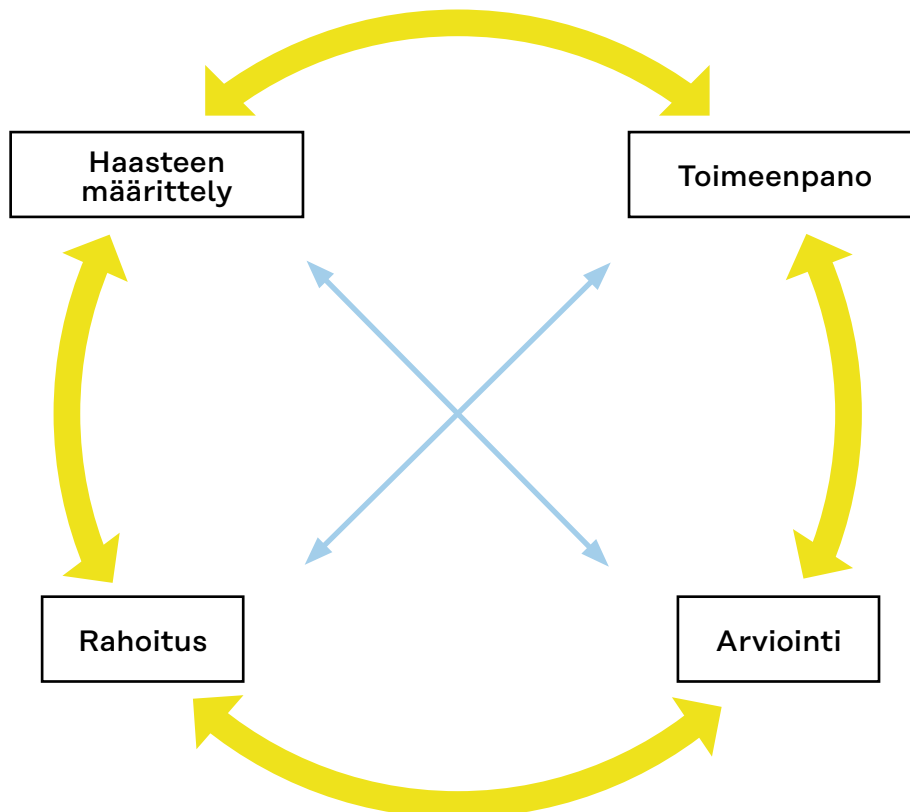 Haasteen
määrittely
Toimeenpano
Rahoitus
Arviointi